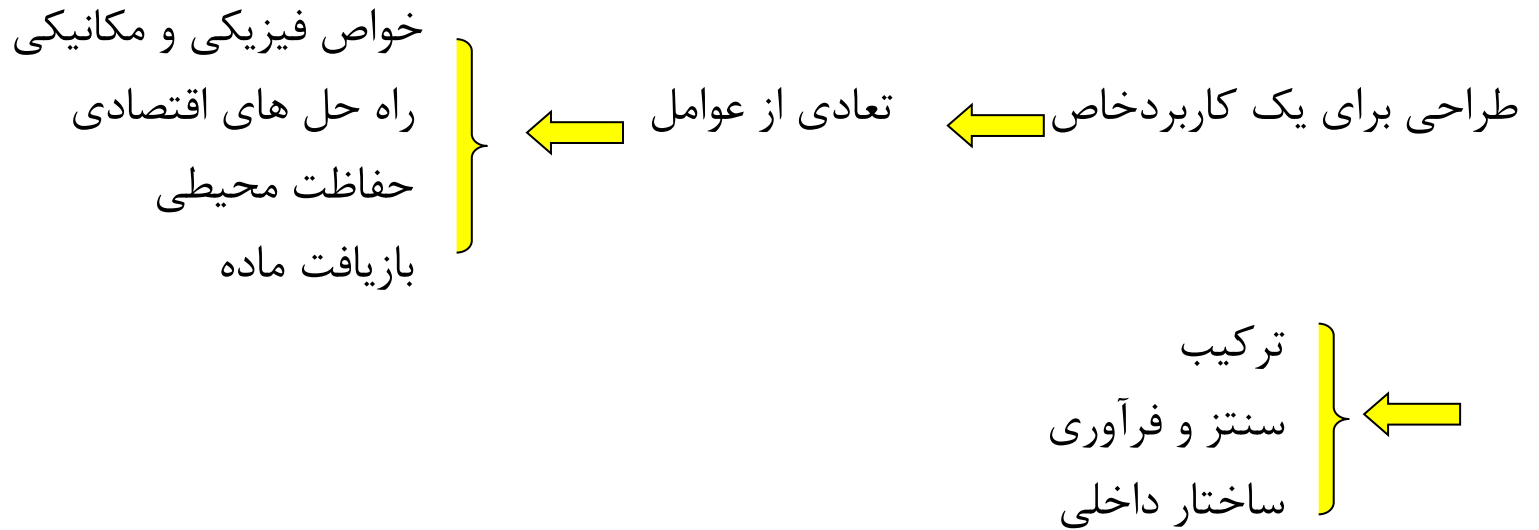 طراحی برای یک کاربردخاص
تعادی از عوامل
خواص فیزیکی و مکانیکی
راه حل های اقتصادی
حفاظت محیطی
بازیافت ماده
ترکیب
سنتز و فرآوری
ساختار داخلی